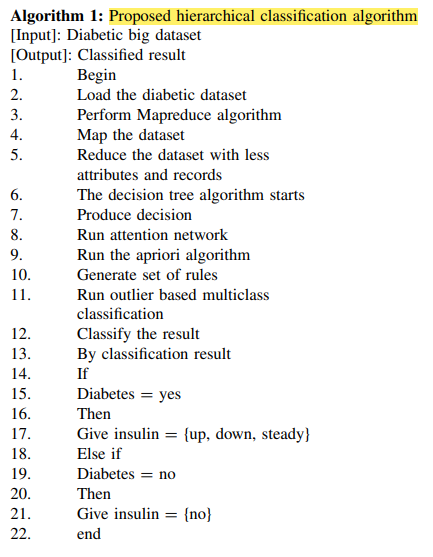 Algorithm 1: Proposed hierarchical classification algorithm
[Input]: Diabetic big dataset
[Output]: Classified result
1. Begin
2. Load the diabetic dataset
3. Perform Mapreduce algorithm
4. Map the dataset
5. Reduce the dataset with less
attributes and records
6. The decision tree algorithm starts
7. Produce decision
8. Run attention network
9. Run the apriori algorithm
10. Generate set of rules
11. Run outlier based multiclass
classification
12. Classify the result
13. By classification result
14. If
15. Diabetes = yes
16. Then
17. Give insulin = {up, down, steady}
18. Else if
19. Diabetes = no
20. Then
21. Give insulin = {no}
22. end